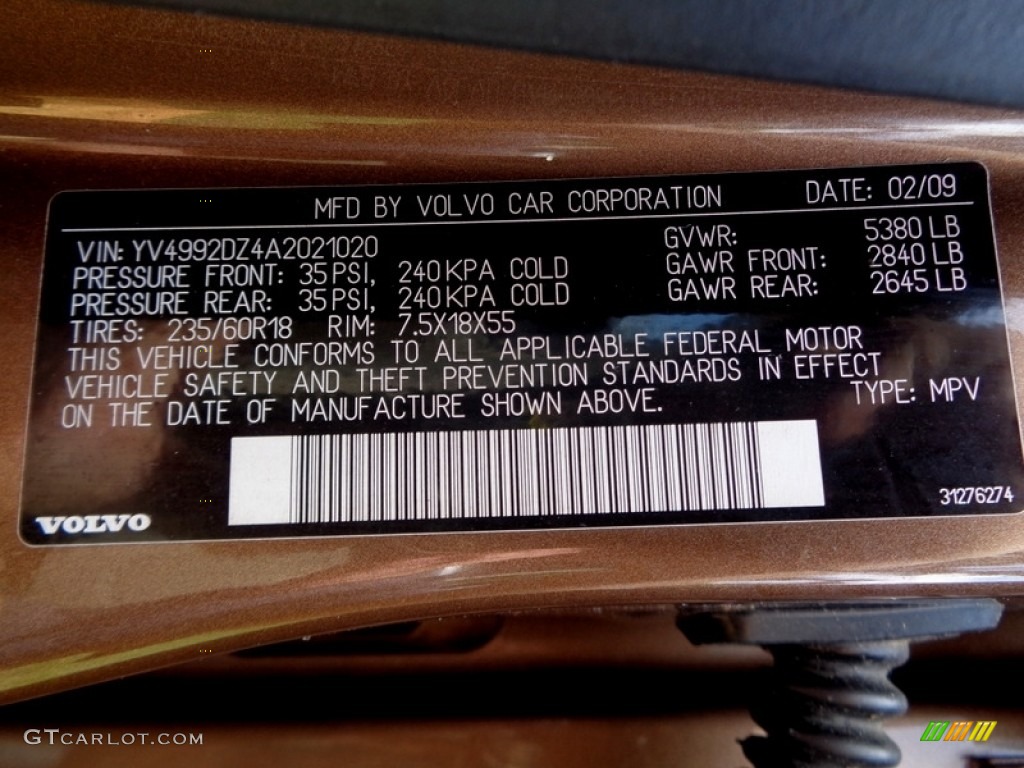 MFD BY VOLVO CAR CORPORATION DATE: 02/09
VIN: YV4992DZ4A2021020 GVWR: 5380 LB
PRESSURE FRONT: 35 PSI, 240 KPA COLD GAWR FRONT: 2840 LB
PRESSURE REAR: 35 PSI, 240 KPA COLD GAWR REAR: 2645 LB
TIRES: 235/60R18 RIM: 7.5X18X55
THIS VEHICLE CONFORMS TO ALL APPLICABLE FEDERAL MOTOR
VEHICLE SAFETY AND THEFT PREVENTION STANDARDS IN EFFECT
ON THE DATE OF MANUFACTURE SHOWN ABOVE. TYPE: MPV
31276274
VOLVO
GTCARLOT.COM